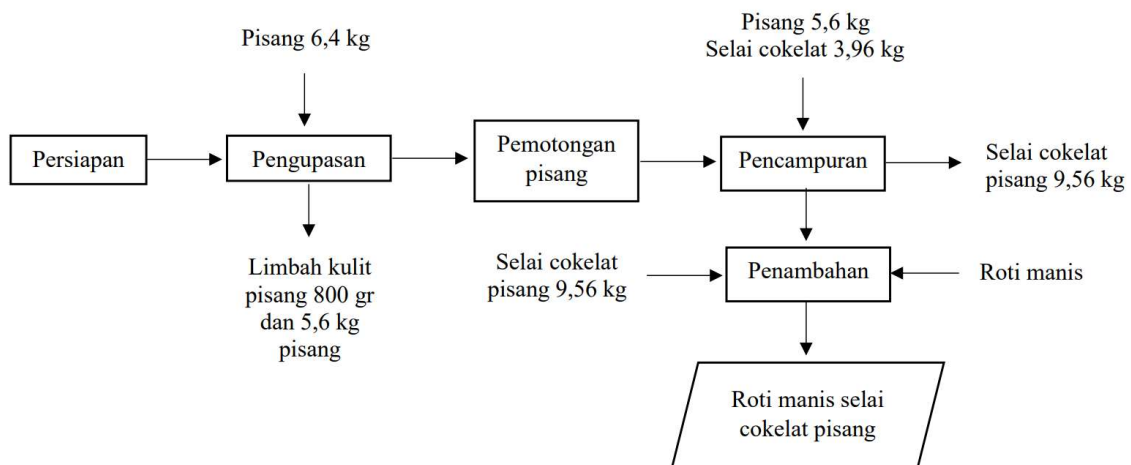 Pisang 6,4 kg
Pisang 5,6 kg
Selai cokelat 3,96 kg
Persiapan
Pengupasan
Pemotongan
pisang
Pencampuran
Selai cokelat
pisang 9,56 kg
Limbah kulit
pisang 800 gr
dan 5,6 kg
pisang
Selai cokelat
pisang 9,56 kg
Penambahan
Roti manis
Roti manis selai
cokelat pisang